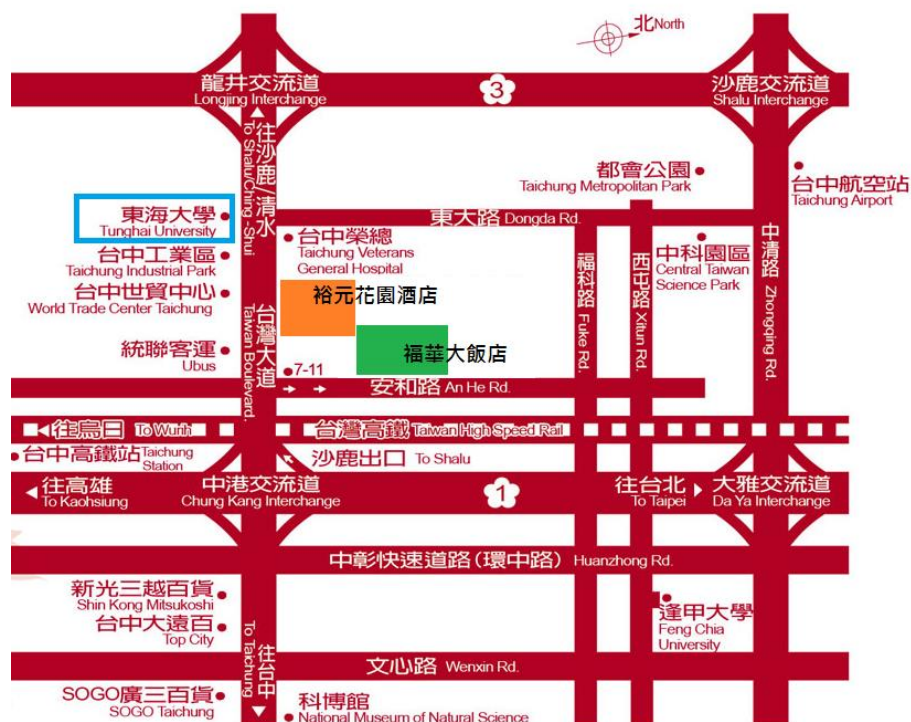 北North
龍井交流道
Longjing Interchange
3
沙鹿交流道
Shalu Interchange
往沙鹿/清水
To Shalu/Ching-Shui
都會公園
Taichung Metropolitan Park
台中航空站
Taichung Airport
東海大學
Tunghai University
東大路 Dongda Rd.
台中榮總
Taichung Veterans
General Hospital
台中工業區
Taichung Industrial Park
台中世貿中心
World Trade Center Taichung
中科園區
Central Taiwan
Science Park
福科路 Fuke Rd.
西屯路 Xitun Rd.
中清路 Zhongqing Rd.
裕元花園酒店
福華大飯店
台灣大道
Taiwan Boulevard.
統聯客運
Ubus
7-11
安和路 An He Rd.
往烏日 To Wurih
台灣高鐵 Taiwan High Speed Rail
台中高鐵站 Taichung
Station
沙鹿出口 To Shalu
往高雄
To Kaohsiung
中港交流道
Chung Kang Interchange
1
往台北
To Taipei
大雅交流道
Da Ya Interchange
中彰快速道路(環中路) Huanzhong Rd.
新光三越百貨
Shin Kong Mitsukoshi
台中大遠百
Top City
逢甲大學
Feng Chia
University
往台中
To Taichung
文心路 Wenxin Rd.
SOGO廣三百貨
SOGO Taichung
科博館
National Museum of Natural Science